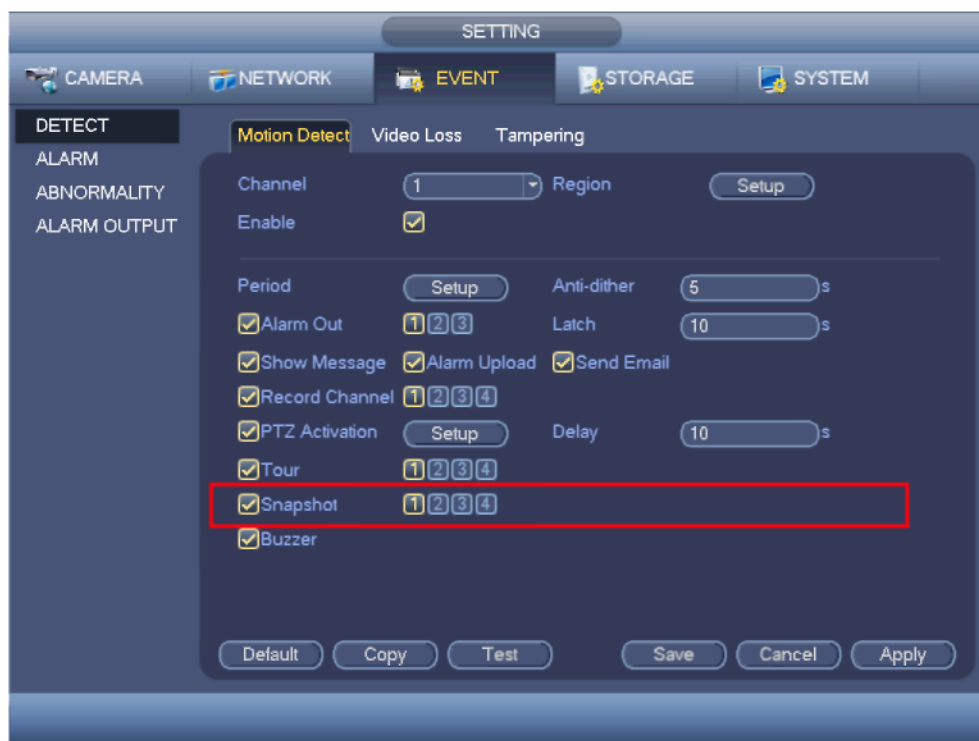 SETTING
CAMERA NETWORK EVENT STORAGE SYSTEM
DETECT
ALARM
ABNORMALITY
ALARM OUTPUT
Motion Detect Video Loss Tampering
Channel 1 Region Setup
Enable
Period Setup Anti-dither 5 s
Alarm Out 1 2 3 Latch 10 s
Show Message Alarm Upload Send Email
Record Channel 1 2 3 4
PTZ Activation Setup Delay 10 s
Tour 1 2 3 4
Snapshot 1 2 3 4
Buzzer
Default Copy Test Save Cancel Apply